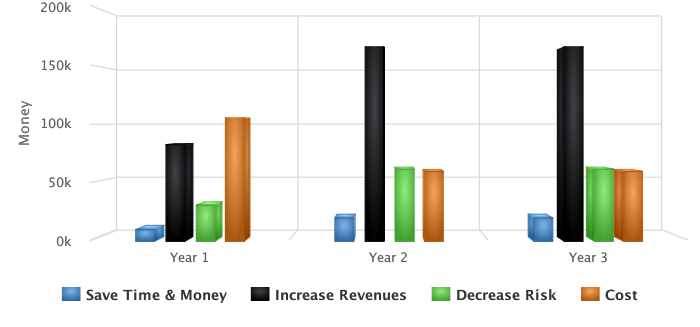 200k
150k
100k
50k
0k
Money
Year 1 Year 2 Year 3
Save Time & Money Increase Revenues Decrease Risk Cost